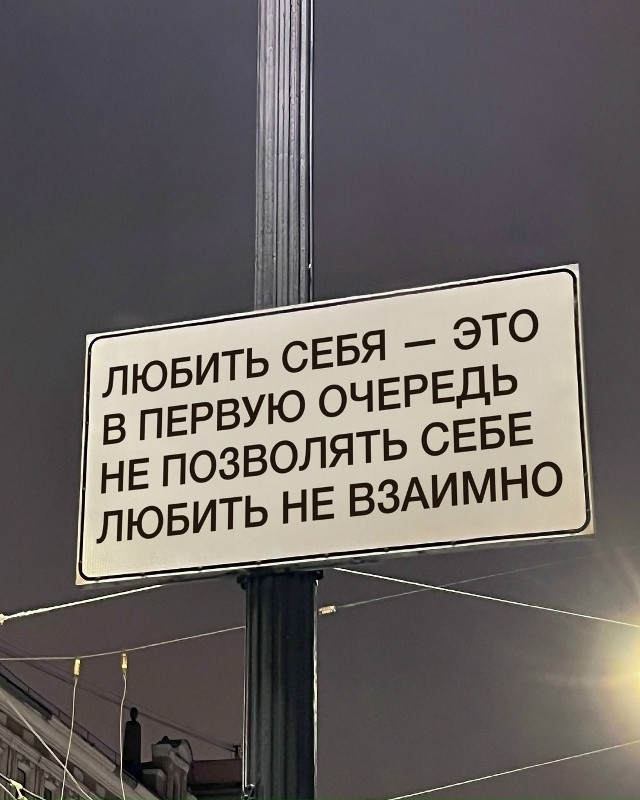 ЛЮБИТЬ СЕБЯ — ЭТО
В ПЕРВУЮ ОЧЕРЕДЬ
НЕ ПОЗВОЛЯТЬ СЕБЕ
ЛЮБИТЬ НЕ ВЗАИМНО